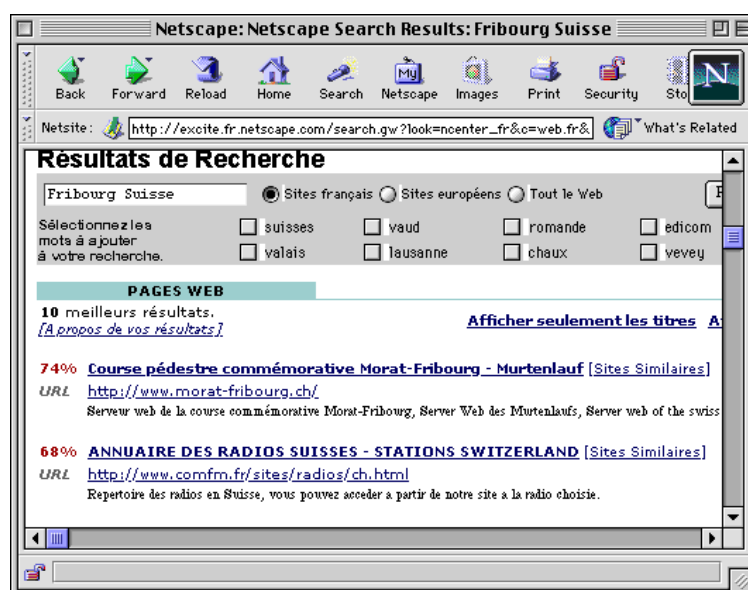 Netscape: Netscape Search Results: Fribourg Suisse
My
N
Back Forward Reload Home Search Netscape Images Print Security Sto
Netsite: http://excite.fr.netscape.com/search.gw?look=ncenter_fr&c=web.fr& What's Related
Résultats de Recherche
Fribourg Suisse Sites français Sites européens Tout le Web
Sélectionnez les mots à ajouter à votre recherche.
suisses vaud romande edicom
valais lausanne chaux vevey
PAGES WEB
10 meilleurs résultats.
[A propos de vos résultats] Afficher seulement les titres
74% Course pédestre commémorative Morat-Fribourg - Murtenlauf [Sites Similaires]
URL http://www.morat-fribourg.ch/
Serveur web de la course commémorative Morat-Fribourg, Server Web des Murtenlaufs, Server web of the swiss
68% ANNUAIRE DES RADIOS SUISSES - STATIONS SWITZERLAND [Sites Similaires]
URL http://www.comfm.fr/sites/radios/ch.html
Repertoire des radios en Suisse, vous pouvez acceder a partir de notre site a la radio choisie.